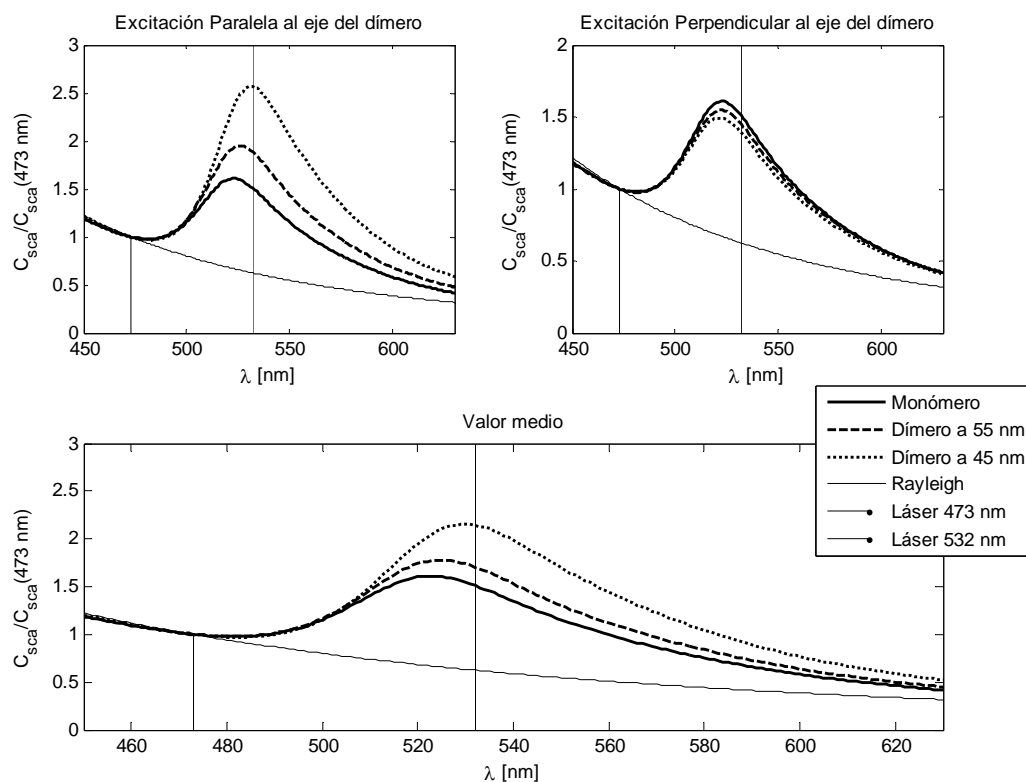 Excitación Paralela al eje del dímero
3
2.5
2
1.5
1
0.5
0
450 500 550 600
C_sca/C_sca(473 nm)
λ [nm]
Excitación Perpendicular al eje del dímero
2
1.5
1
0.5
0
450 500 550 600
C_sca/C_sca(473 nm)
λ [nm]
Monómero
Dímero a 55 nm
Dímero a 45 nm
Rayleigh
Láser 473 nm
Láser 532 nm
Valor medio
3
2.5
2
1.5
1
0.5
0
460 480 500 520 540 560 580 600 620
C_sca/C_sca(473 nm)
λ [nm]